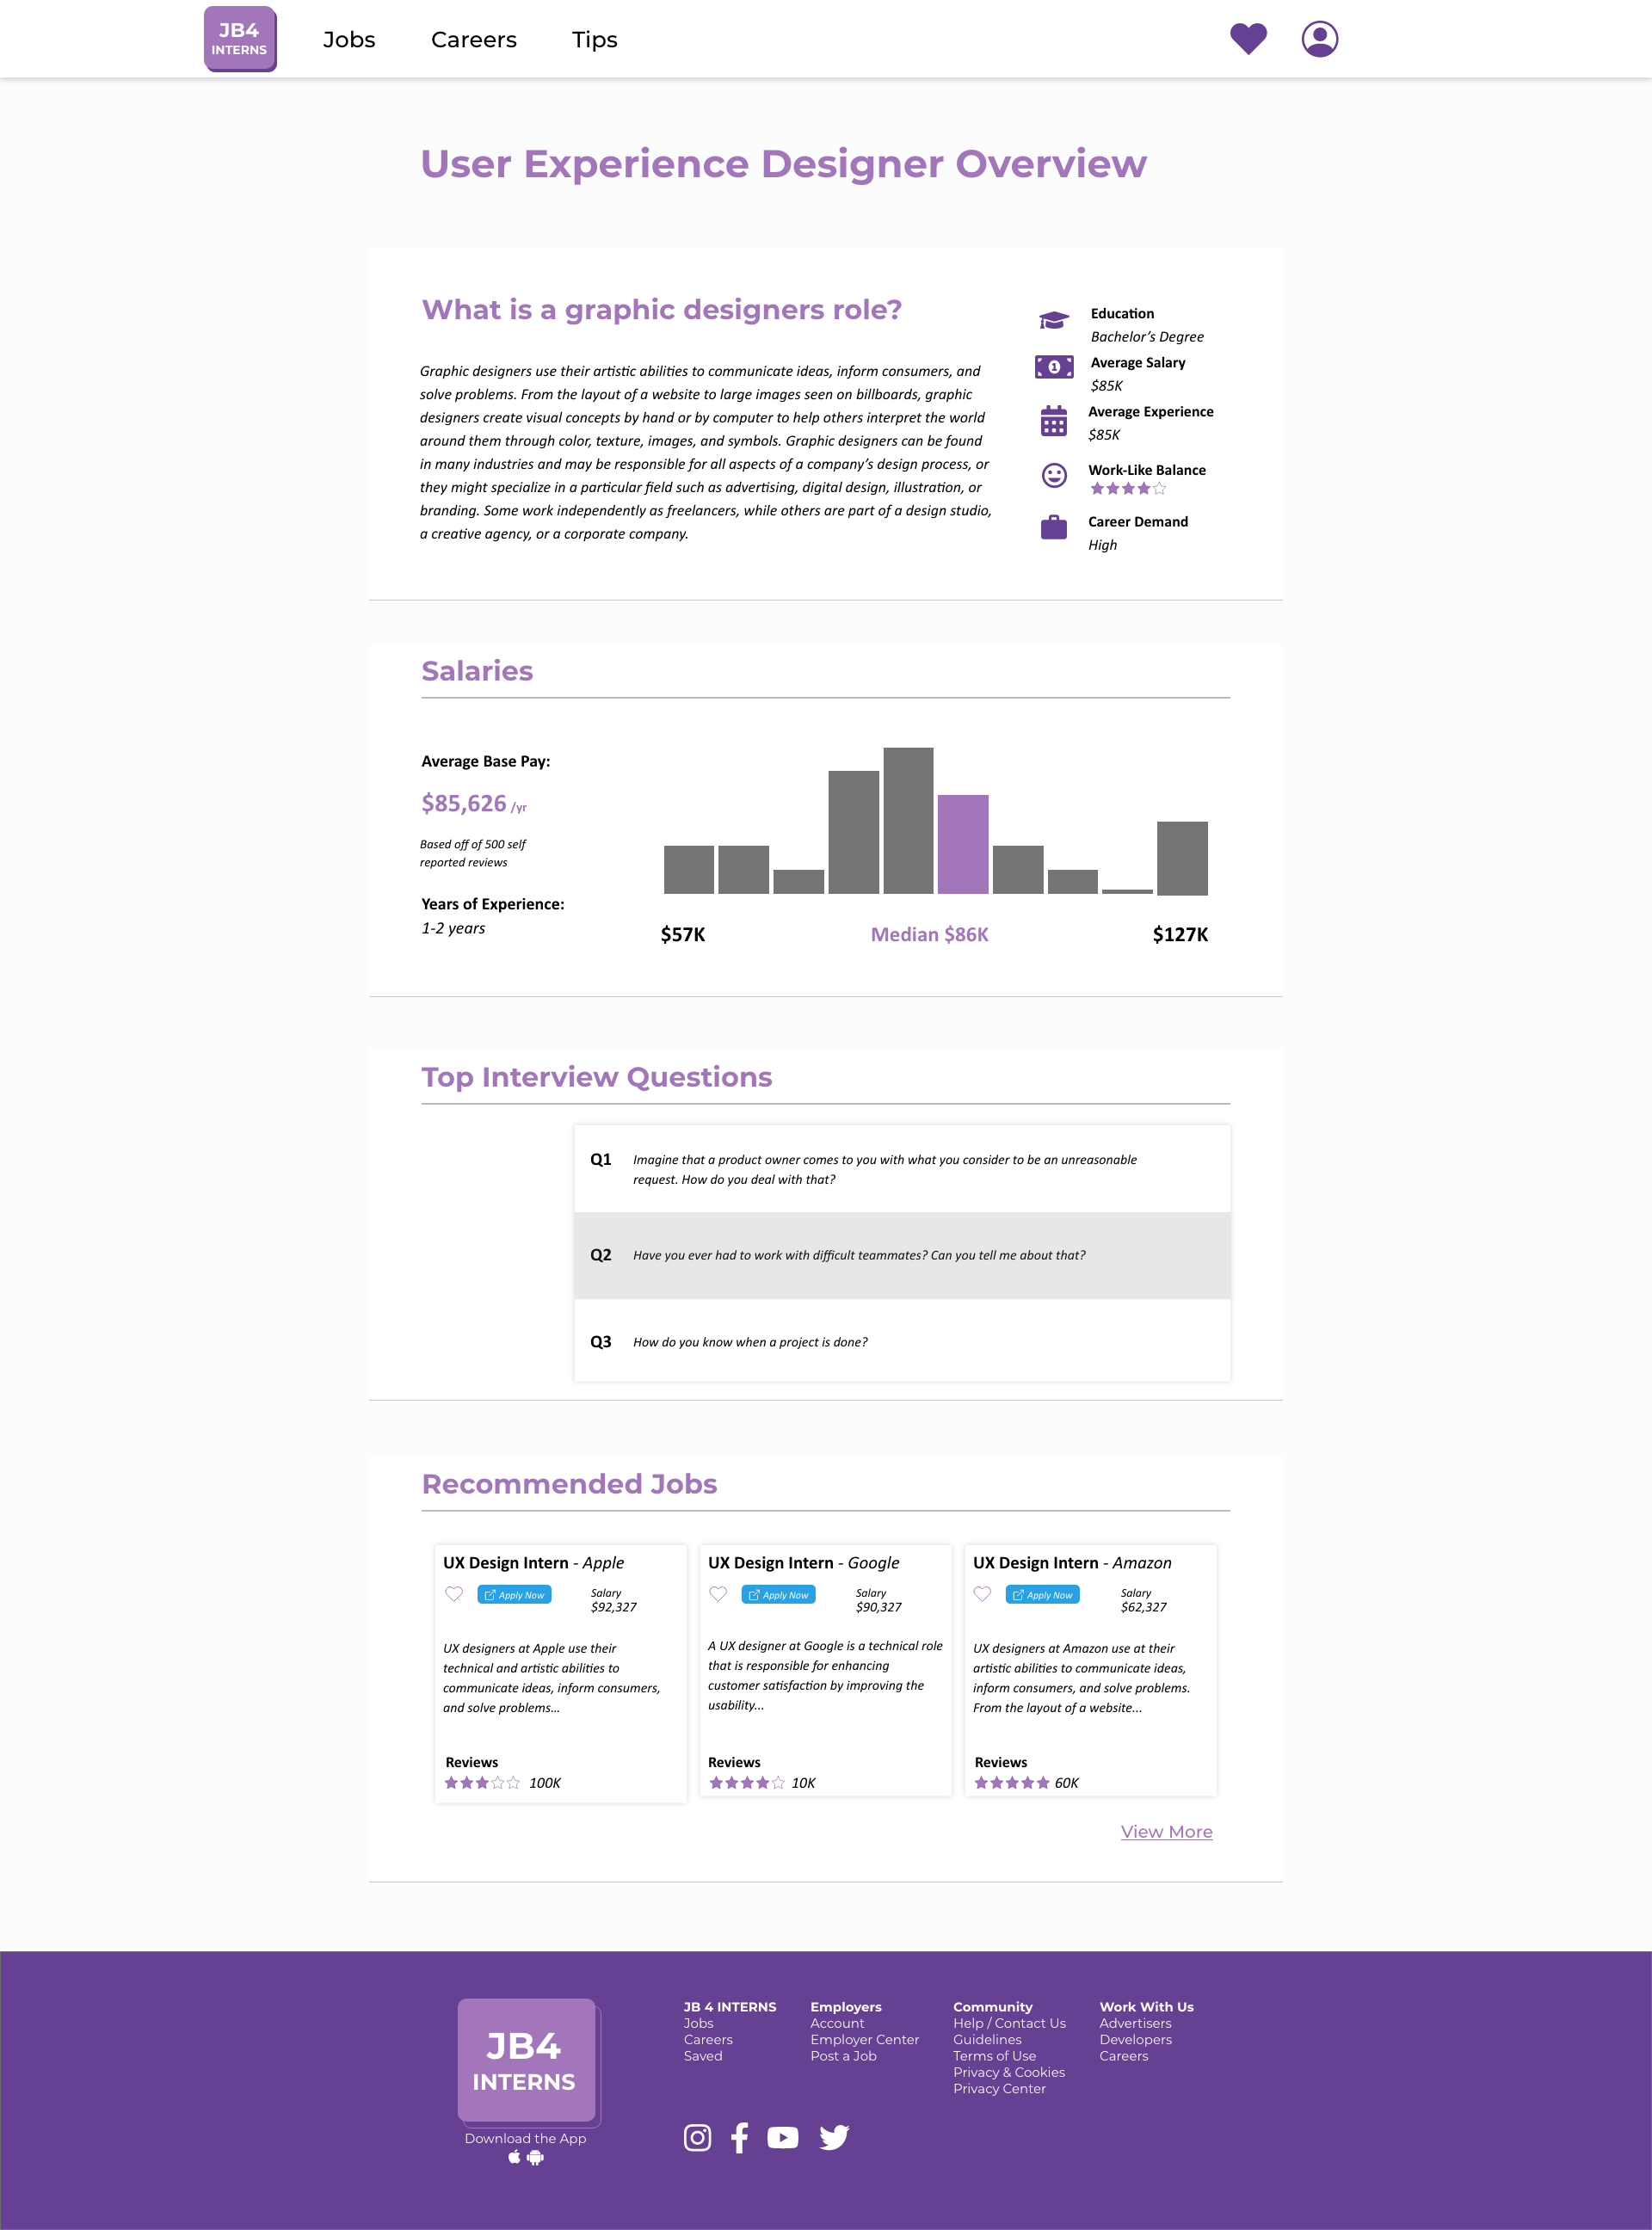 JB4
INTERNS
Jobs
Careers
Tips
User Experience Designer Overview
What is a graphic designers role?
Graphic designers use their artistic abilities to communicate ideas, inform consumers, and
solve problems. From the layout of a website to large images seen on billboards, graphic
designers create visual concepts by hand or by computer to help others interpret the world
around them through color, texture, images, and symbols. Graphic designers can be found
in many industries and may be responsible for all aspects of a company's design process, or
they might specialize in a particular field such as advertising, digital design, illustration, or
branding. Some work independently as freelancers, while others are part of a design studio,
a creative agency, or a corporate company.
Education
Bachelor's Degree
1
Average Salary
$85K
Average Experience
$85K
Work-Like Balance
Career Demand
High
Salaries
Average Base Pay:
$85,626 /yr
Based off of 500 self
reported reviews
Years of Experience:
1-2 years
$57K
Median $86K
$127K
Top Interview Questions
Q1 Imagine that a product owner comes to you with what you consider to be an unreasonable
request. How do you deal with that?
Q2 Have you ever had to work with difficult teammates? Can you tell me about that?
Q3 How do you know when a project is done?
Recommended Jobs
UX Design Intern - Apple
Apply Now
Salary
$92,327
UX designers at Apple use their
technical and artistic abilities to
communicate ideas, inform consumers,
and solve problems...
Reviews
100K
UX Design Intern - Google
Apply Now
Salary
$90,327
A UX designer at Google is a technical role
that is responsible for enhancing
customer satisfaction by improving the
usability...
Reviews
10K
UX Design Intern - Amazon
Apply Now
Salary
$62,327
UX designers at Amazon use at their
artistic abilities to communicate ideas,
inform consumers, and solve problems.
From the layout of a website...
Reviews
60K
View More
JB4
INTERNS
Download the App
JB 4 INTERNS
Jobs
Careers
Saved
Employers
Account
Employer Center
Post a Job
Community
Help / Contact Us
Guidelines
Terms of Use
Privacy & Cookies
Privacy Center
Work With Us
Advertisers
Developers
Careers